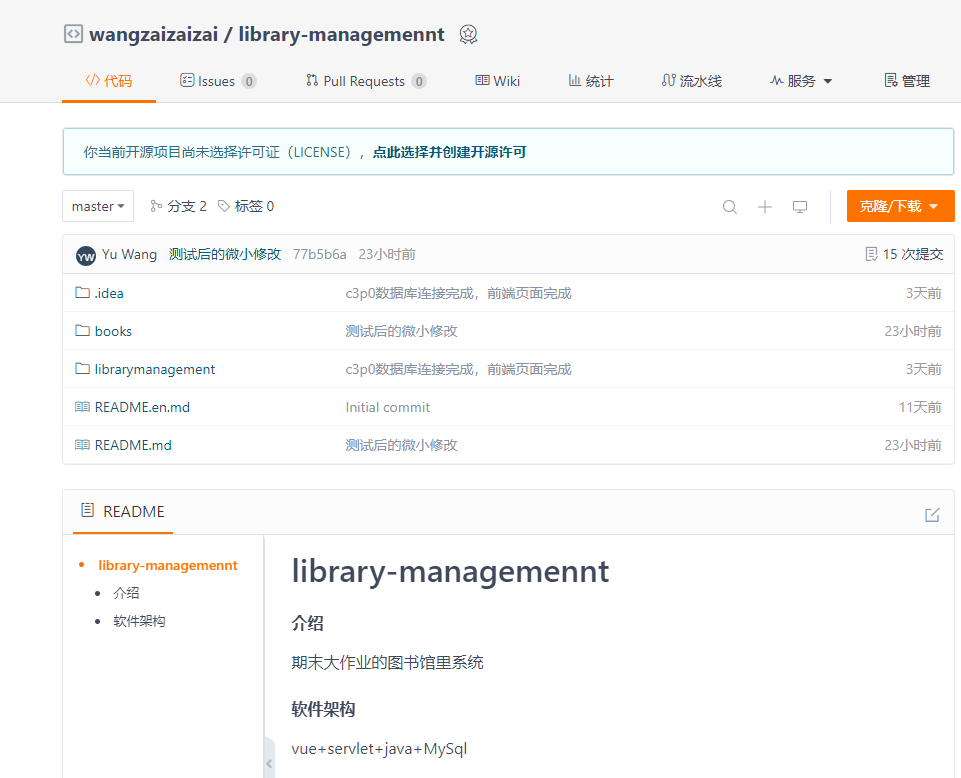 wangzaizaizai / library-managemennt
代码 Issues 0 Pull Requests 0 Wiki 统计 流水线 服务 管理
你当前开源项目尚未选择许可证（LICENSE），点此选择并创建开源许可
master 分支 2 标签 0 克隆/下载
YW Yu Wang 测试后的微小修改 77b5b6a 23小时前 15 次提交
.idea c3p0数据库连接完成，前端页面完成 3天前
books 测试后的微小修改 23小时前
librarymanagement c3p0数据库连接完成，前端页面完成 3天前
README.en.md Initial commit 11天前
README.md 测试后的微小修改 23小时前
README
library-managemennt
介绍
软件架构
library-managemennt
介绍
期末大作业的图书馆里系统
软件架构
vue+servlet+java+MySql